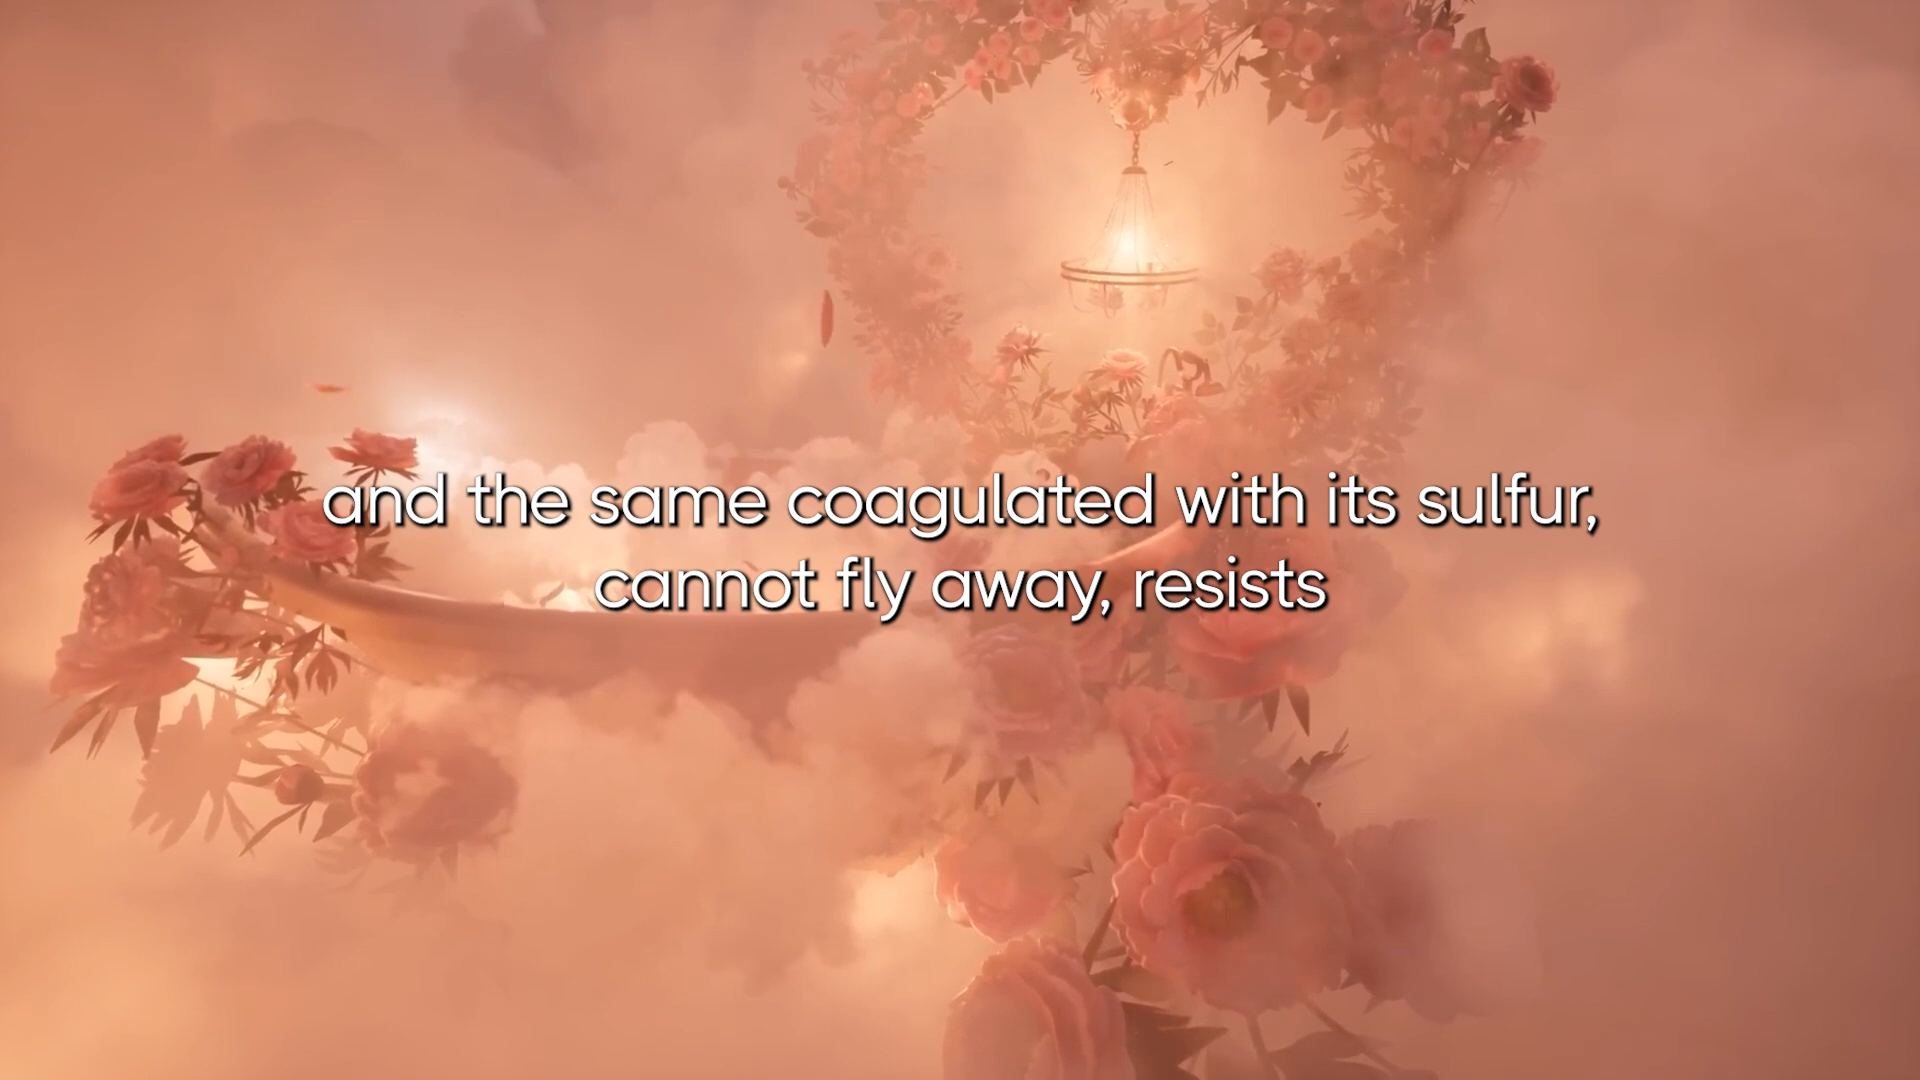 and the same coagulated with its sulfur,
cannot fly away, resists